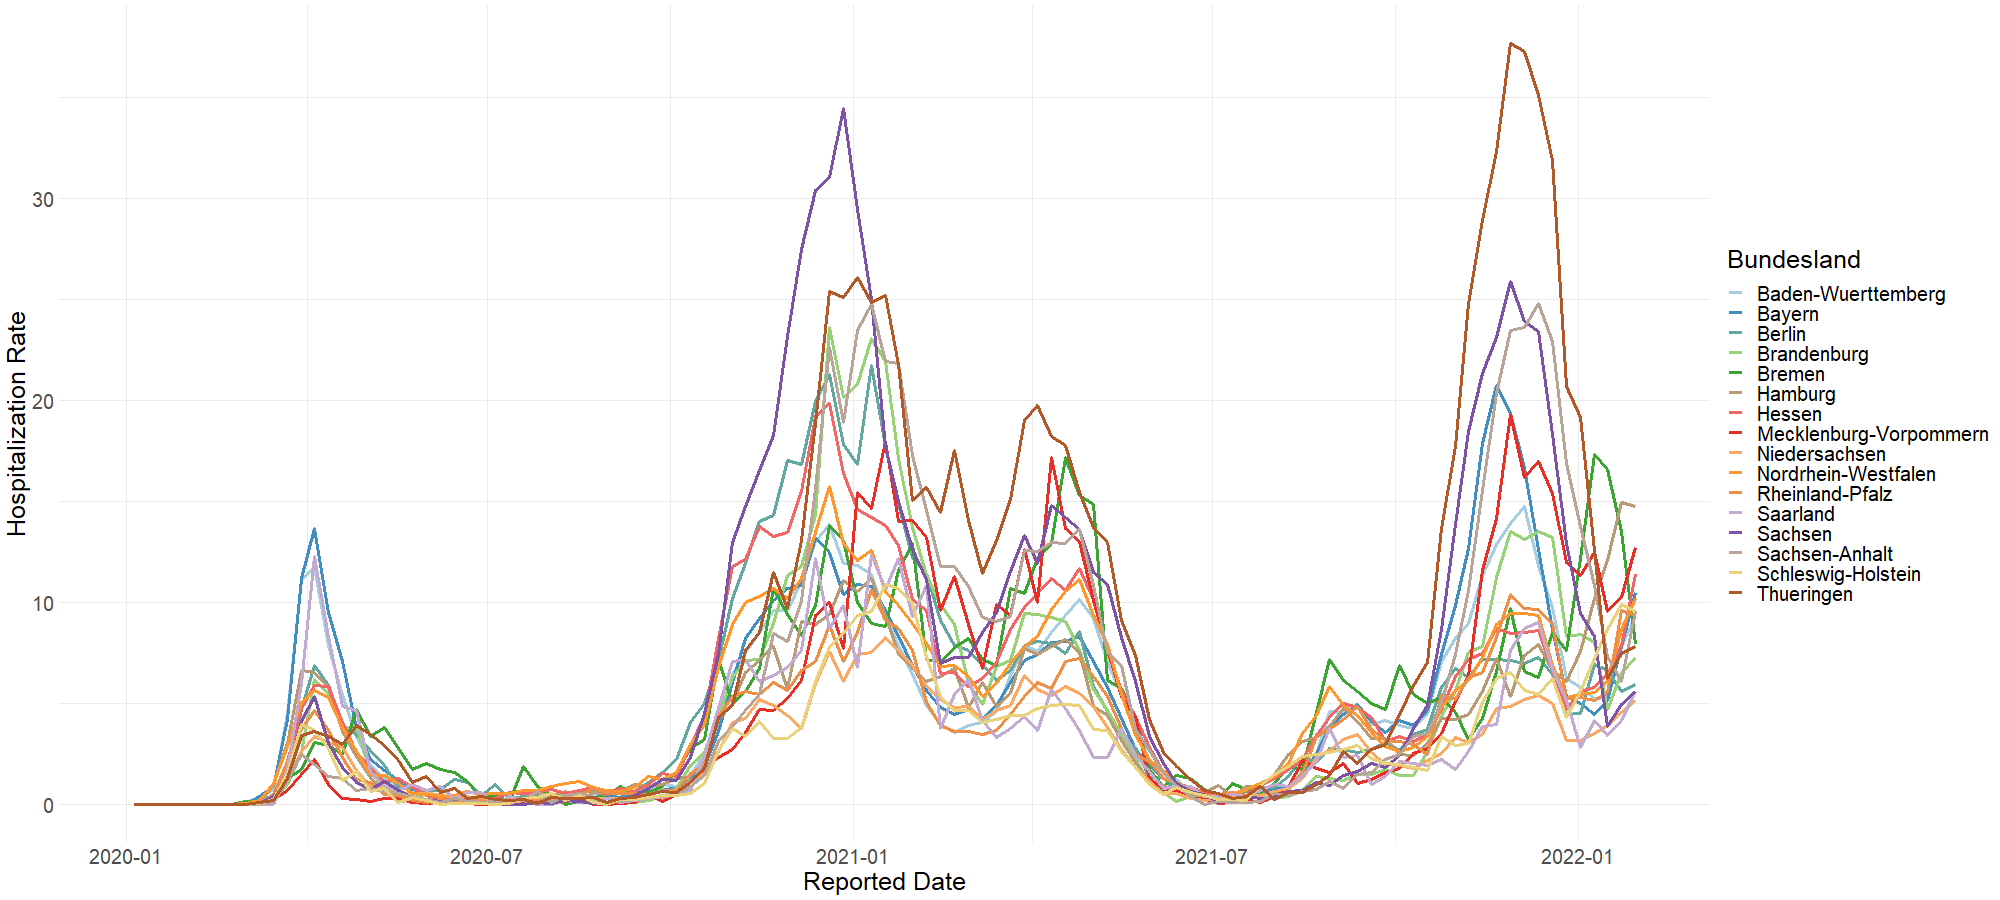 Hospitalization Rate
30
20
10
0
2020-01
2020-07
2021-01
2021-07
2022-01
Reported Date
Bundesland
Baden-Wuerttemberg
Bayern
Berlin
Brandenburg
Bremen
Hamburg
Hessen
Mecklenburg-Vorpommern
Niedersachsen
Nordrhein-Westfalen
Rheinland-Pfalz
Saarland
Sachsen
Sachsen-Anhalt
Schleswig-Holstein
Thueringen